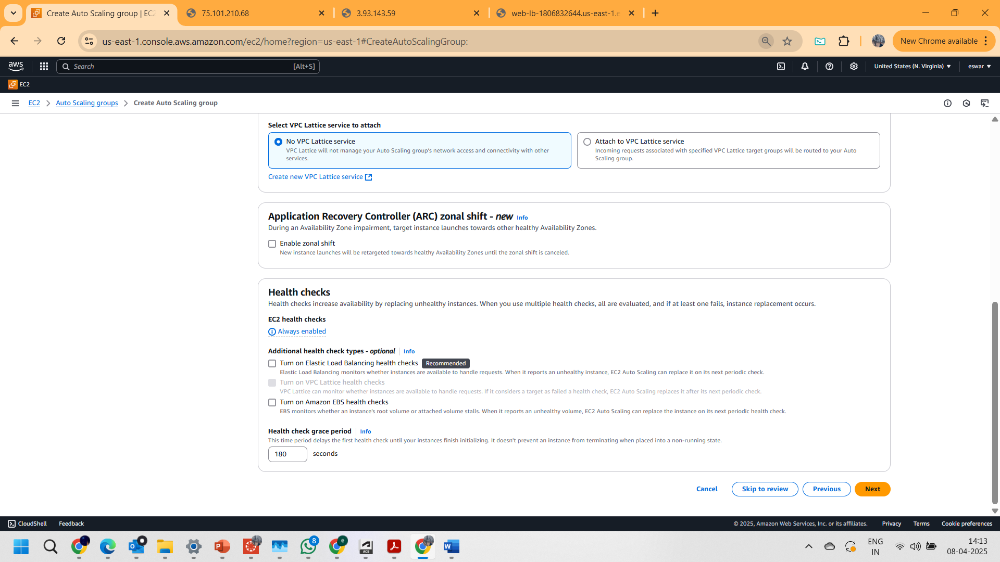 Create Auto Scaling group | EC2
75.101.210.68
3.93.143.59
web-lb-1806832644.us-east-1.e
us-east-1.console.aws.amazon.com/ec2/home?region=us-east-1#CreateAutoScalingGroup:
New Chrome available
aws
Search
[Alt+S]
United States (N. Virginia)
eswar
EC2
EC2
Auto Scaling groups
Create Auto Scaling group
Select VPC Lattice service to attach
No VPC Lattice service
VPC Lattice will not manage your Auto Scaling group's network access and connectivity with other
services.
Attach to VPC Lattice service
Incoming requests associated with specified VPC Lattice target groups will be routed to your Auto
Scaling group.
Create new VPC Lattice service
Application Recovery Controller (ARC) zonal shift - new Info
During an Availability Zone impairment, target instance launches towards other healthy Availability Zones.
Enable zonal shift
New instance launches will be retargeted towards healthy Availability Zones until the zonal shift is canceled.
Health checks
Health checks increase availability by replacing unhealthy instances. When you use multiple health checks, all are evaluated, and if at least one fails, instance replacement occurs.
EC2 health checks
Always enabled
Additional health check types - optional Info
Turn on Elastic Load Balancing health checks Recommended
Elastic Load Balancing monitors whether instances are available to handle requests. When it reports an unhealthy instance, EC2 Auto Scaling can replace it on its next periodic check.
Turn on VPC Lattice health checks
VPC Lattice can monitor whether instances are available to handle requests. If it considers a target as failed a health check, EC2 Auto Scaling replaces it after its next periodic check.
Turn on Amazon EBS health checks
EBS monitors whether an instance's root volume or attached volume stalls. When it reports an unhealthy volume, EC2 Auto Scaling can replace the instance on its next periodic health check.
Health check grace period Info
This time period delays the first health check until your instances finish initializing. It doesn't prevent an instance from terminating when placed into a non-running state.
180 seconds
Cancel
Skip to review
Previous
Next
CloudShell
Feedback
© 2025, Amazon Web Services, Inc. or its affiliates.
Privacy
Terms
Cookie preferences
8
e
ACS
ENG
IN
14:13
08-04-2025